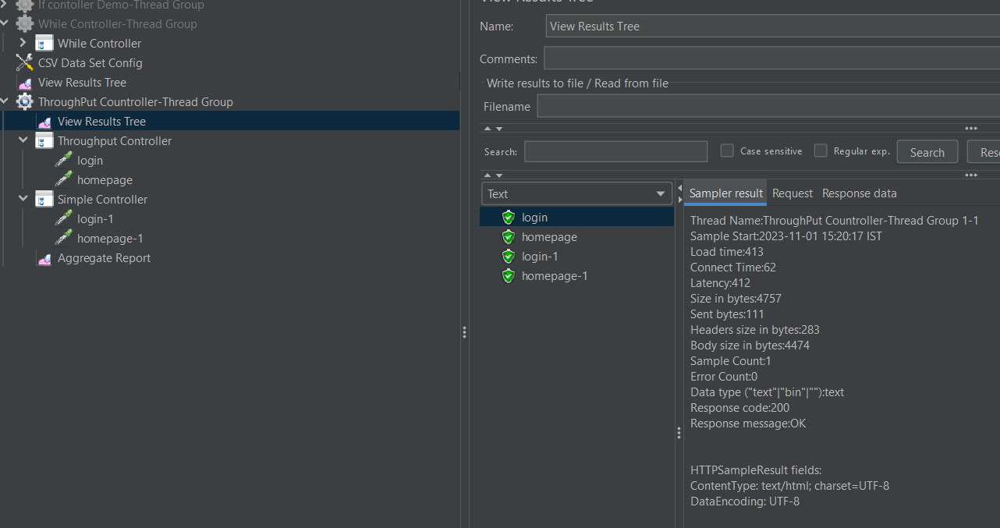 If contoller Demo-Thread Group
While Controller-Thread Group
While Controller
CSV Data Set Config
View Results Tree
ThroughPut Countroller-Thread Group
View Results Tree
Throughput Controller
login
homepage
Simple Controller
login-1
homepage-1
Aggregate Report
View Results Tree
Name:
View Results Tree
Comments:
Write results to file / Read from file
Filename
Search:
Case sensitive
Regular exp.
Search
Text
login
homepage
login-1
homepage-1
Sampler result Request Response data
Thread Name:ThroughPut Countroller-Thread Group 1-1
Sample Start:2023-11-01 15:20:17 IST
Load time:413
Connect Time:62
Latency:412
Size in bytes:4757
Sent bytes:111
Headers size in bytes:283
Body size in bytes:4474
Sample Count:1
Error Count:0
Data type ("text"|"bin"|""):text
Response code:200
Response message:OK
HTTPSampleResult fields:
ContentType: text/html; charset=UTF-8
DataEncoding: UTF-8